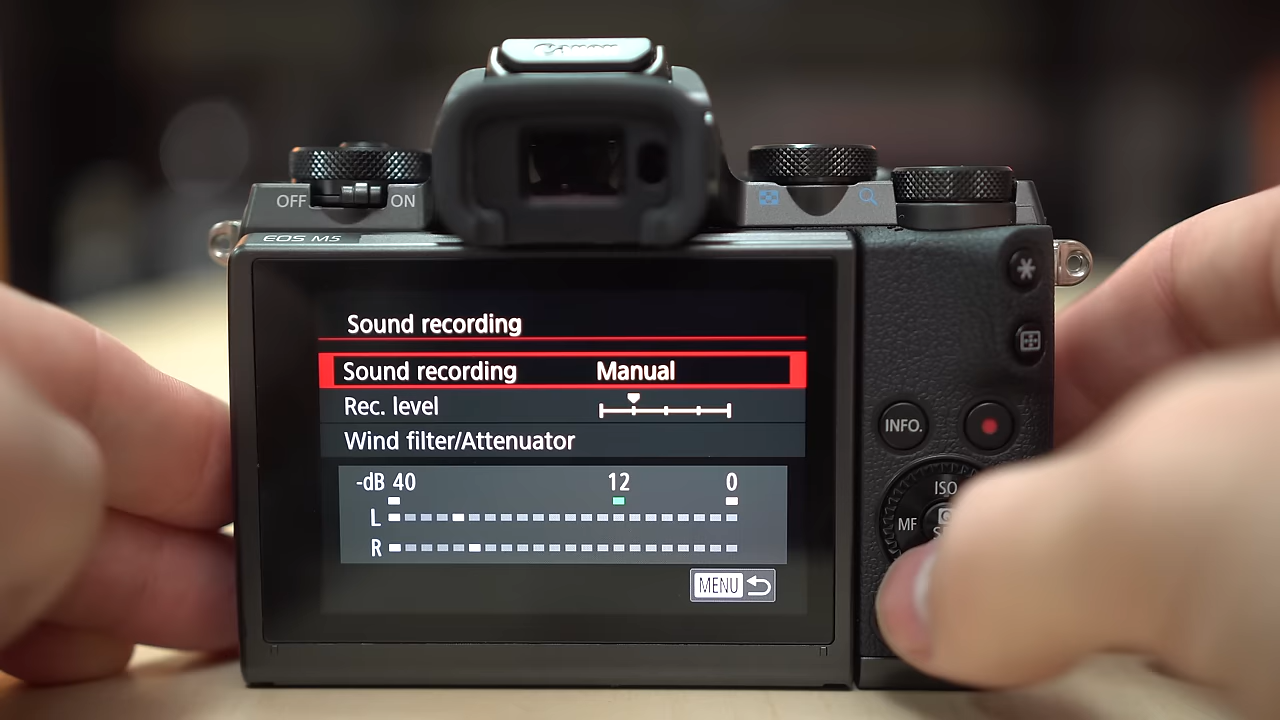 Canon
OFF ON
EOS M5
Sound recording
Sound recording Manual
Rec. level
Wind filter/Attenuator
-dB 40 12 0
L
R
MENU
INFO.
ISO
MF